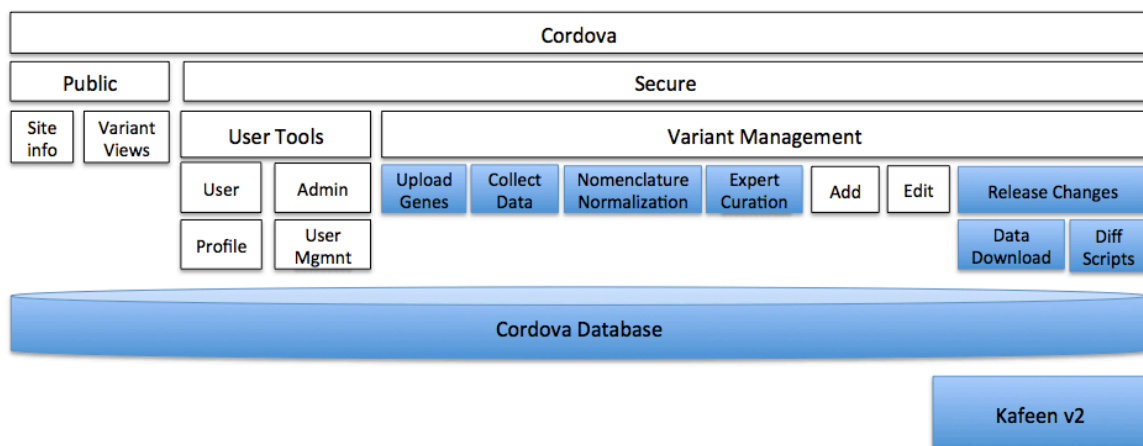 Cordova
Public
Secure
Site
info
Variant
Views
User Tools
Variant Management
User
Admin
Upload
Genes
Collect
Data
Nomenclature
Normalization
Expert
Curation
Add
Edit
Release Changes
Profile
User
Mgmnt
Data
Download
Diff
Scripts
Cordova Database
Kafeen v2